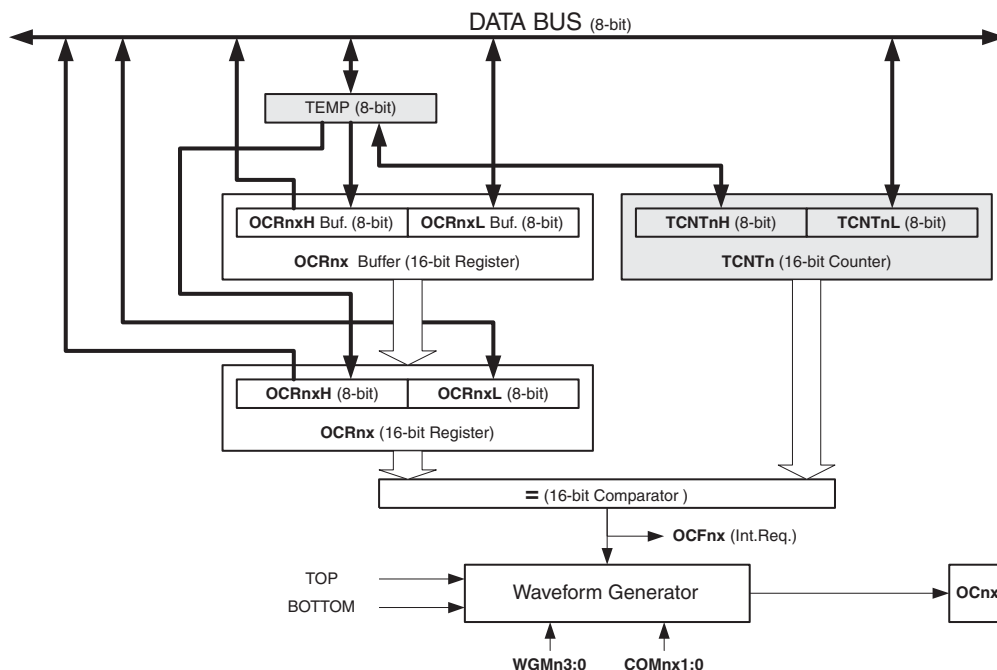 DATA BUS (8-bit)
TEMP (8-bit)
OCRnxH Buf. (8-bit) OCRnxL Buf. (8-bit)
OCRnx Buffer (16-bit Register)
TCNTnH (8-bit) TCNTnL (8-bit)
TCNTn (16-bit Counter)
OCRnxH (8-bit) OCRnxL (8-bit)
OCRnx (16-bit Register)
= (16-bit Comparator )
OCFnx (Int.Req.)
TOP
BOTTOM
Waveform Generator
OCnx
WGMn3:0 COMnx1:0